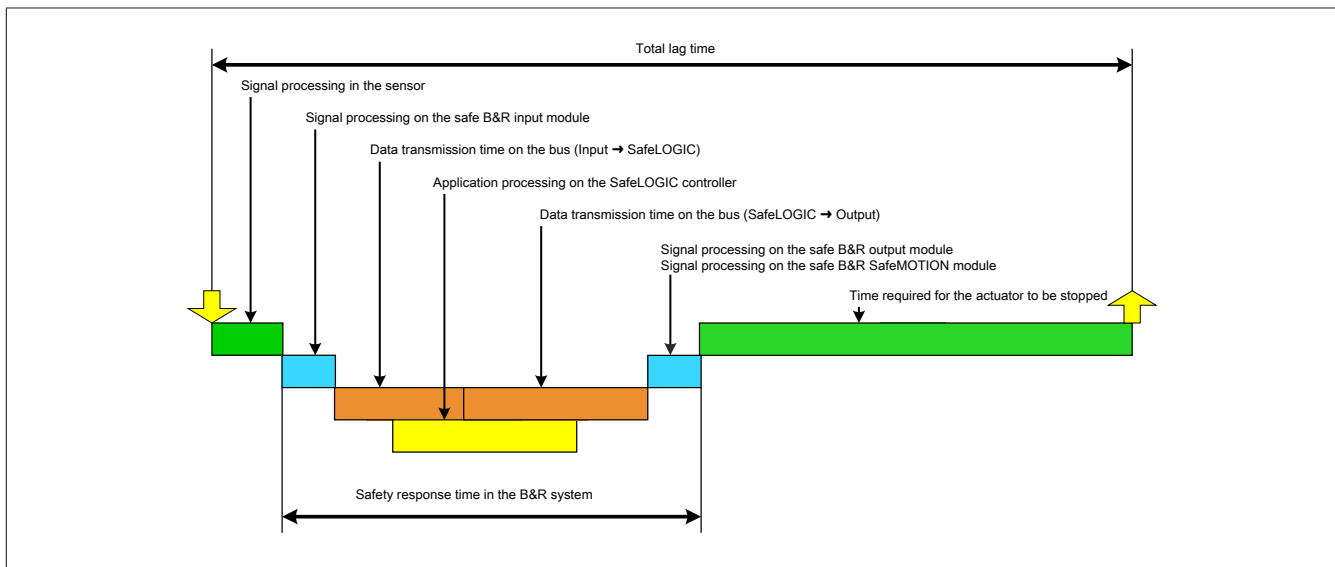 Total lag time
Signal processing in the sensor
Signal processing on the safe B&R input module
Data transmission time on the bus (Input ➜ SafeLOGIC)
Application processing on the SafeLOGIC controller
Data transmission time on the bus (SafeLOGIC ➜ Output)
Signal processing on the safe B&R output module
Signal processing on the safe B&R SafeMOTION module
Time required for the actuator to be stopped
Safety response time in the B&R system